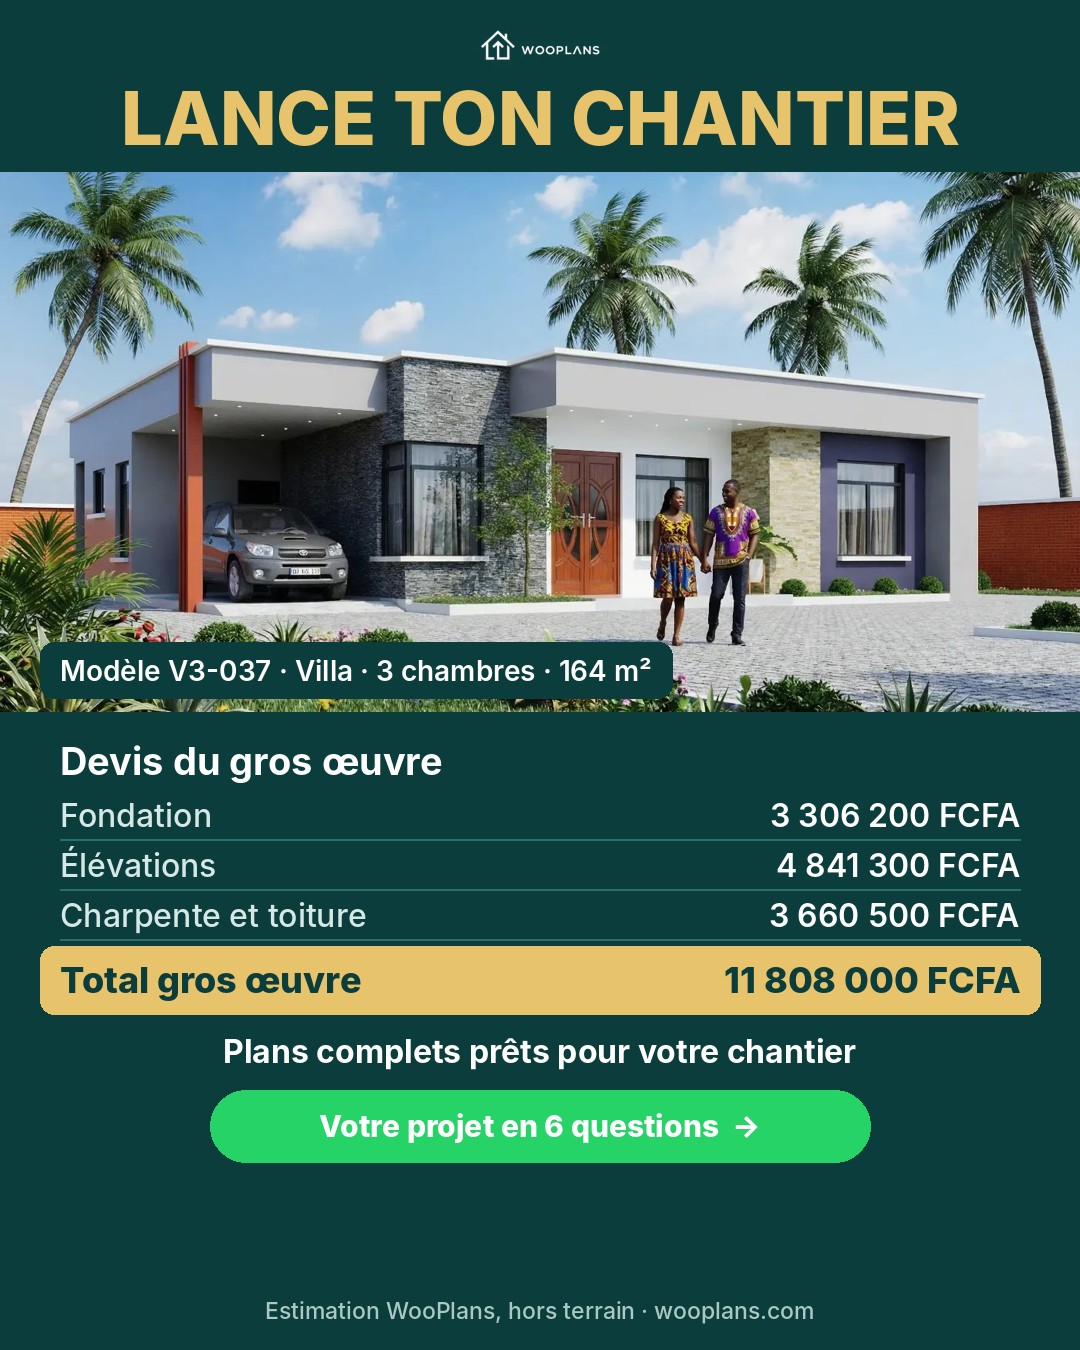 WOOPLANS
LANCE TON CHANTIER
Modèle V3-037 · Villa · 3 chambres · 164 m²
Devis du gros œuvre
Fondation 3 306 200 FCFA
Élévations 4 841 300 FCFA
Charpente et toiture 3 660 500 FCFA
Total gros œuvre 11 808 000 FCFA
Plans complets prêts pour votre chantier
Votre projet en 6 questions →
Estimation WooPlans, hors terrain · wooplans.com